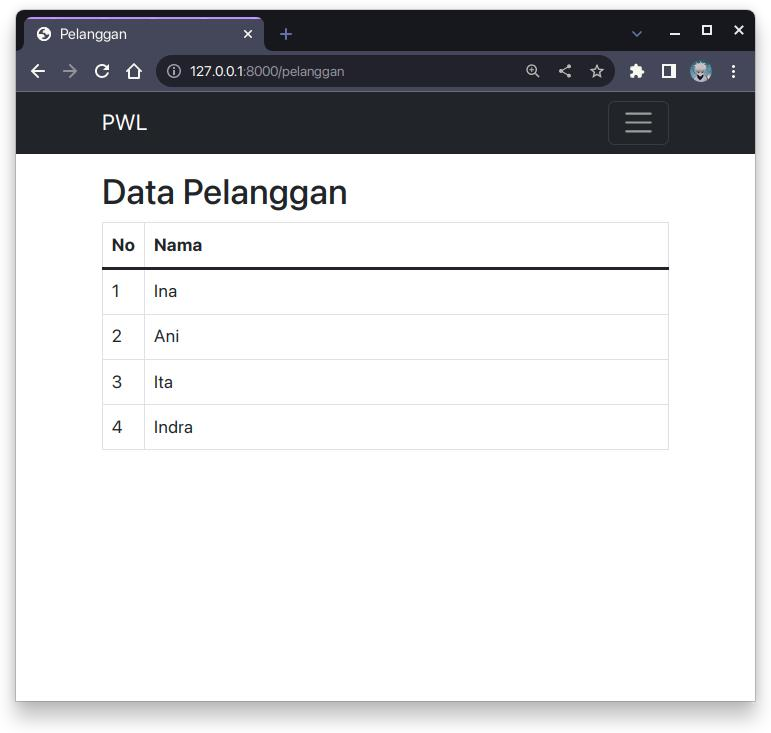 Pelanggan
127.0.0.1:8000/pelanggan
PWL
Data Pelanggan
No Nama
1 Ina
2 Ani
3 Ita
4 Indra